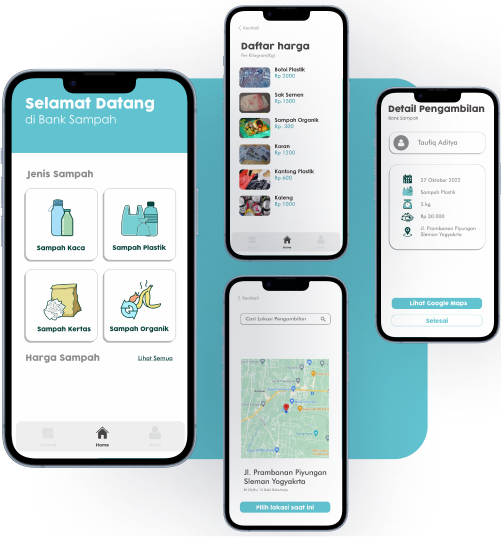 Selamat Datang
di Bank Sampah
Jenis Sampah
Sampah Kaca
Sampah Plastik
Sampah Kertas
Sampah Organik
Harga Sampah
Lihat Semua
Home
Kembali
Daftar harga
Per Kilogram(Kg)
Botol Plastik
Rp 2000
Sak Semen
Rp 1500
Sampah Organik
Rp. 300
Koran
Rp 1200
Kantong Plastik
Rp 600
Kaleng
Rp 1000
Home
Kembali
Cari Lokasi Pengambilan
Jl. Prambanan Piyungan
Sleman Yogyakrta
Pilih lokasi saat ini
Detail Pengambilan
Bank Sampah
Taufiq Aditya
27 Oktober 2022
Sampah Plastik
5 kg
Rp 20.000
Jl. Prambanan Piyungan
Sleman Yogyakrta
Lihat Google Maps
Selesai